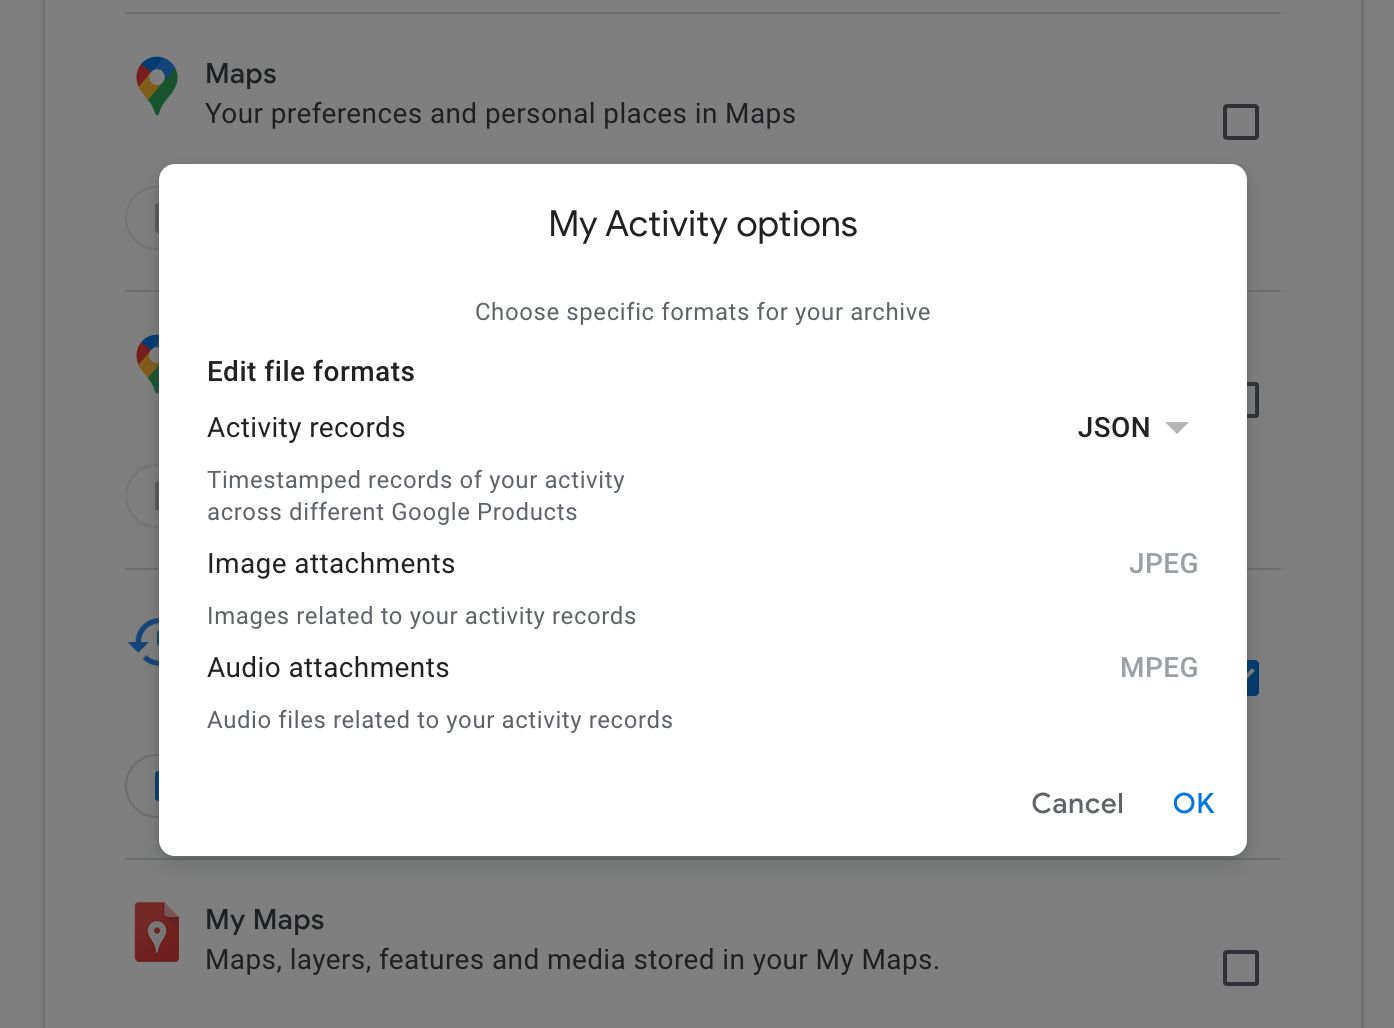 Maps
Your preferences and personal places in Maps
My Activity options
Choose specific formats for your archive
Edit file formats
Activity records JSON
Timestamped records of your activity
across different Google Products
Image attachments JPEG
Images related to your activity records
Audio attachments MPEG
Audio files related to your activity records
Cancel OK
My Maps
Maps, layers, features and media stored in your My Maps.